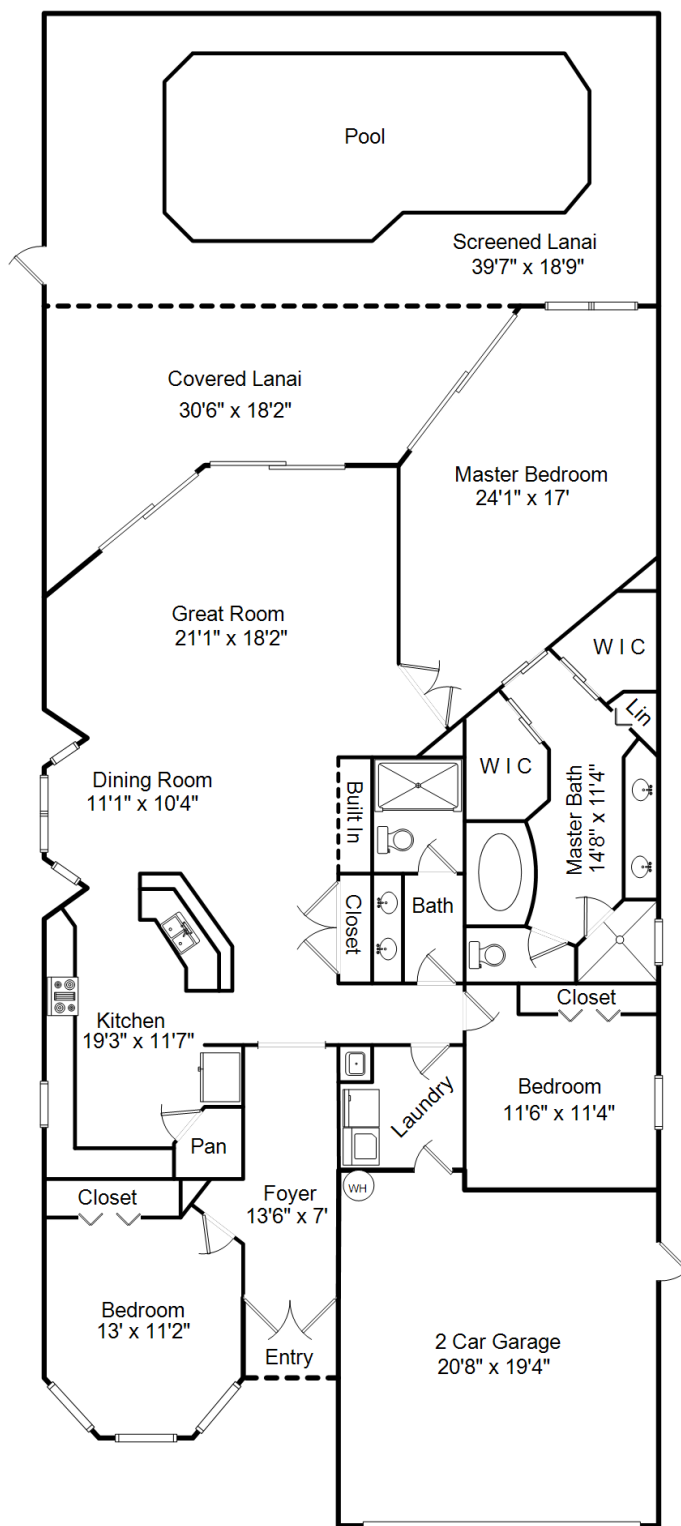 Pool
Screened Lanai
39'7" x 18'9"
Covered Lanai
30'6" x 18'2"
Master Bedroom
24'1" x 17'
Great Room
21'1" x 18'2"
W I C
Lin
W I C
Master Bath
14'8" x 11'4"
Dining Room
11'1" x 10'4"
Built In
Closet
Bath
Kitchen
19'3" x 11'7"
Closet
Bedroom
11'6" x 11'4"
Laundry
Pan
WH
Closet
Foyer
13'6" x 7'
Bedroom
13' x 11'2"
Entry
2 Car Garage
20'8" x 19'4"